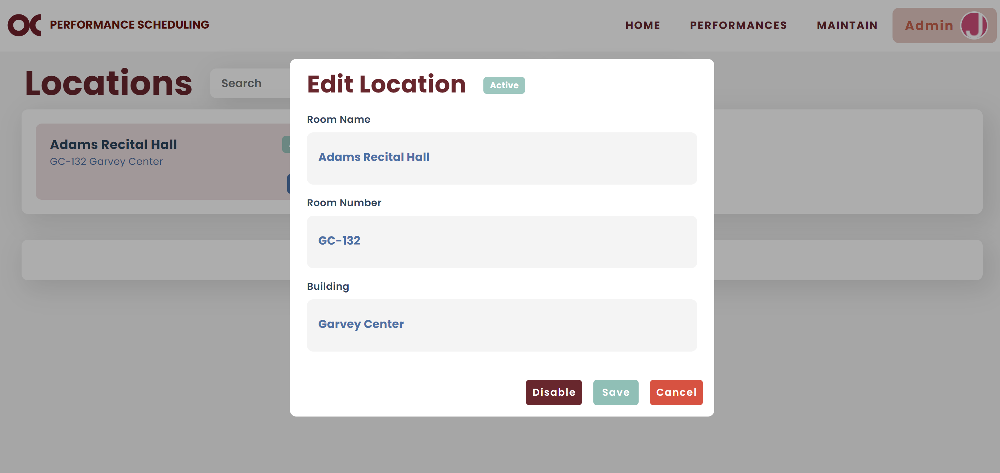 OC PERFORMANCE SCHEDULING
HOME PERFORMANCES MAINTAIN Admin J
Locations
Search
Adams Recital Hall
GC-132 Garvey Center
Edit Location Active
Room Name
Adams Recital Hall
Room Number
GC-132
Building
Garvey Center
Disable Save Cancel